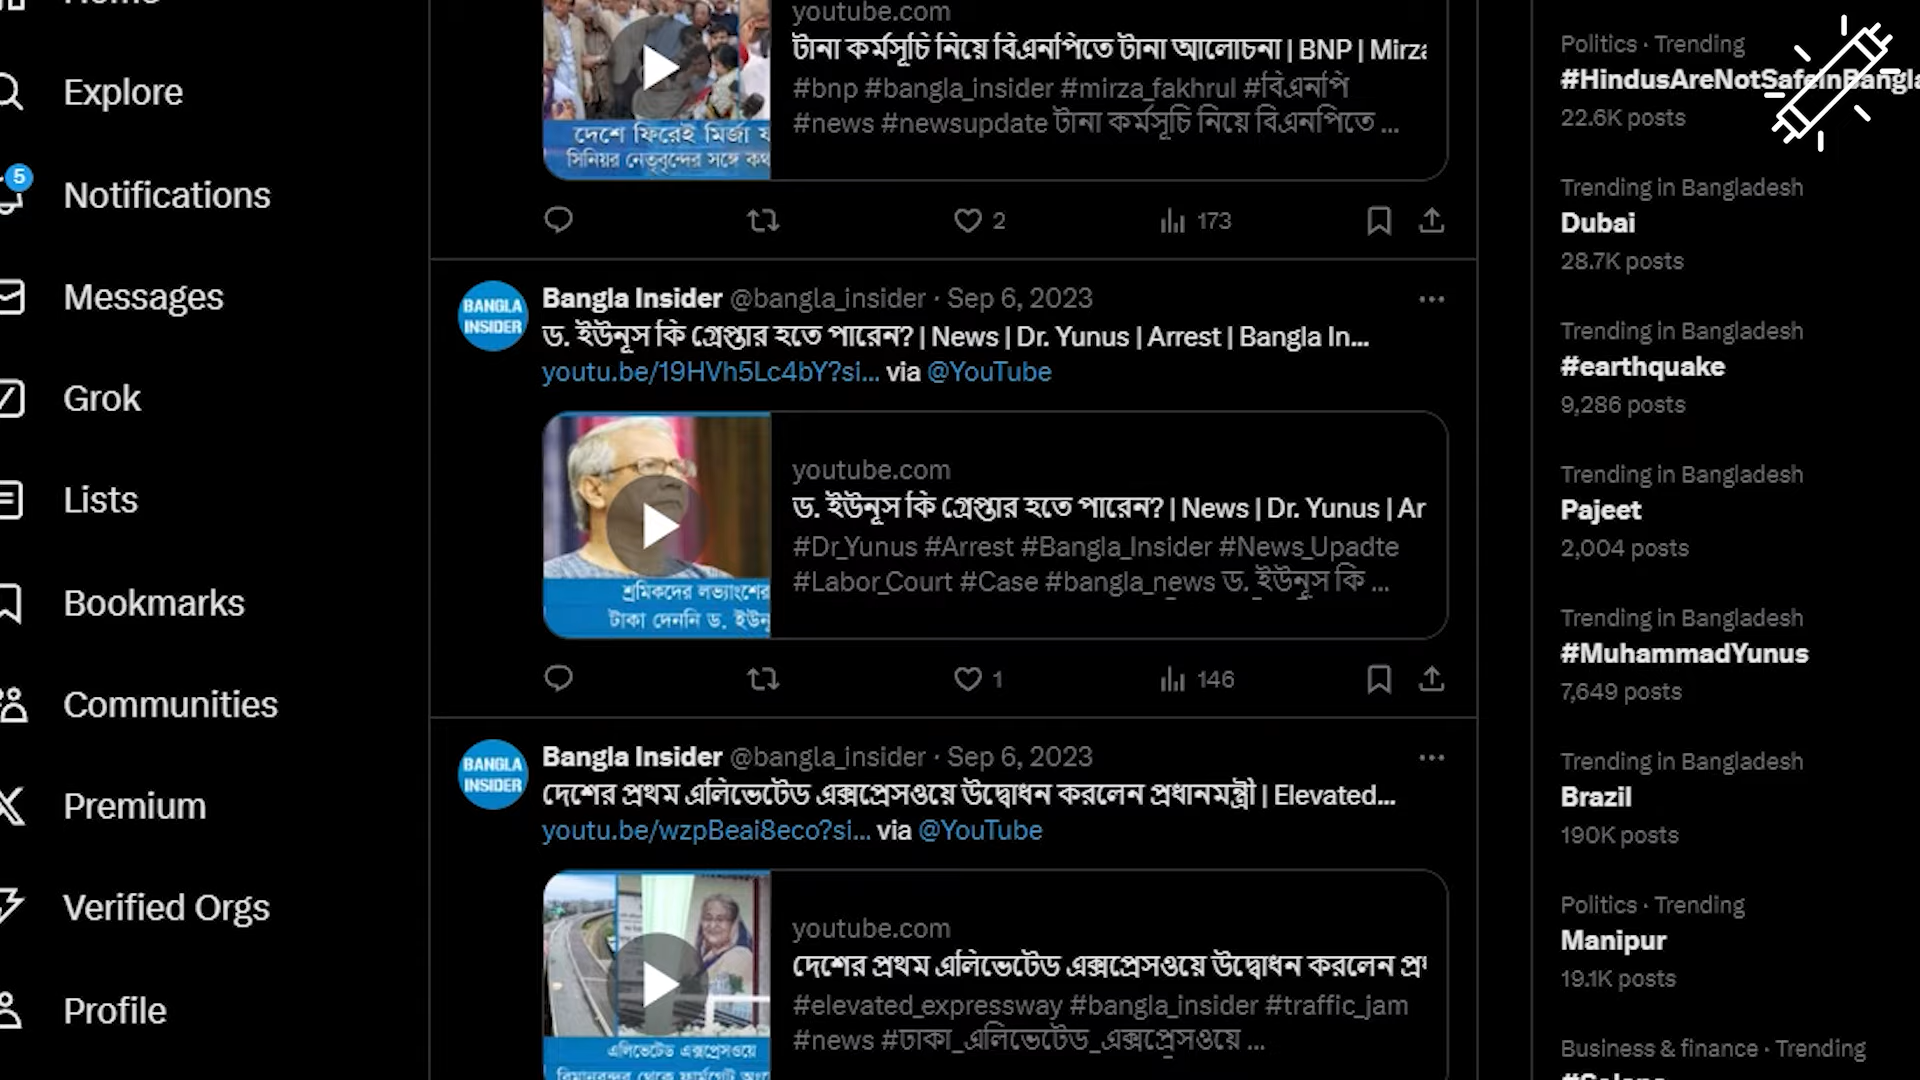 Explore
5
Notifications
Messages
Grok
Lists
Bookmarks
Communities
Premium
Verified Orgs
Profile
youtube.com
টানা কর্মসূচি নিয়ে বিএনপিতে টানা আলোচনা | BNP | Mirza
#bnp #bangla_insider #mirza_fakhrul #বিএনপি
#news #newsupdate টানা কর্মসূচি নিয়ে বিএনপিতে ...
দেশে ফিরেই মির্জা
সিনিয়র নেতৃবৃন্দের সঙ্গে
2
173
BANGLA
INSIDER
Bangla Insider @bangla_insider · Sep 6, 2023
ড. ইউনূস কি গ্রেপ্তার হতে পারেন? | News | Dr. Yunus | Arrest | Bangla In...
youtu.be/19HVh5Lc4bY?si... via @YouTube
youtube.com
ড. ইউনূস কি গ্রেপ্তার হতে পারেন? | News | Dr. Yunus | Ar
#Dr_Yunus #Arrest #Bangla_Insider #News_Upadte
#Labor_Court #Case #bangla_news ড. ইউনূস কি ...
শ্রমিকদের লভ্যাংশের
টাকা দেননি ড.
1
146
BANGLA
INSIDER
Bangla Insider @bangla_insider · Sep 6, 2023
দেশের প্রথম এলিভেটেড এক্সপ্রেসওয়ে উদ্বোধন করলেন প্রধানমন্ত্রী | Elevated...
youtu.be/wzpBeai8eco?si... via @YouTube
youtube.com
দেশের প্রথম এলিভেটেড এক্সপ্রেসওয়ে উদ্বোধন করলেন
#elevated_expressway #bangla_insider #traffic_jam
#news #ঢাকা_এলিভেটেড_এক্সপ্রেসওয়ে ...
এলিভেটেড এক্সপ্রেসওয়ে
বিমানবন্দর থেকে ফার্মগেট
Politics · Trending
#HindusAreNotSafeInBangla
22.6K posts
Trending in Bangladesh
Dubai
28.7K posts
Trending in Bangladesh
#earthquake
9,286 posts
Trending in Bangladesh
Pajeet
2,004 posts
Trending in Bangladesh
#MuhammadYunus
7,649 posts
Trending in Bangladesh
Brazil
190K posts
Politics · Trending
Manipur
19.1K posts
Business & finance · Trending